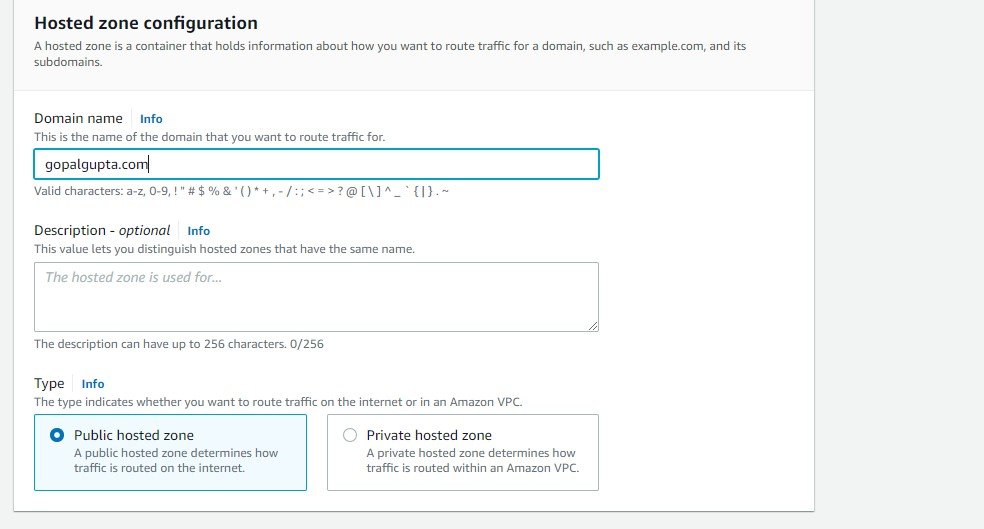 Hosted zone configuration
A hosted zone is a container that holds information about how you want to route traffic for a domain, such as example.com, and its
subdomains.
Domain name Info
This is the name of the domain that you want to route traffic for.
gopalgupta.com
Valid characters: a-z, 0-9, ! " # $ % & ' ( ) * + , - / : ; < = > ? @ [ \ ] ^ _ ` { | } . ~
Description - optional Info
This value lets you distinguish hosted zones that have the same name.
The hosted zone is used for...
The description can have up to 256 characters. 0/256
Type Info
The type indicates whether you want to route traffic on the internet or in an Amazon VPC.
Public hosted zone
A public hosted zone determines how
traffic is routed on the internet.
Private hosted zone
A private hosted zone determines how
traffic is routed within an Amazon VPC.